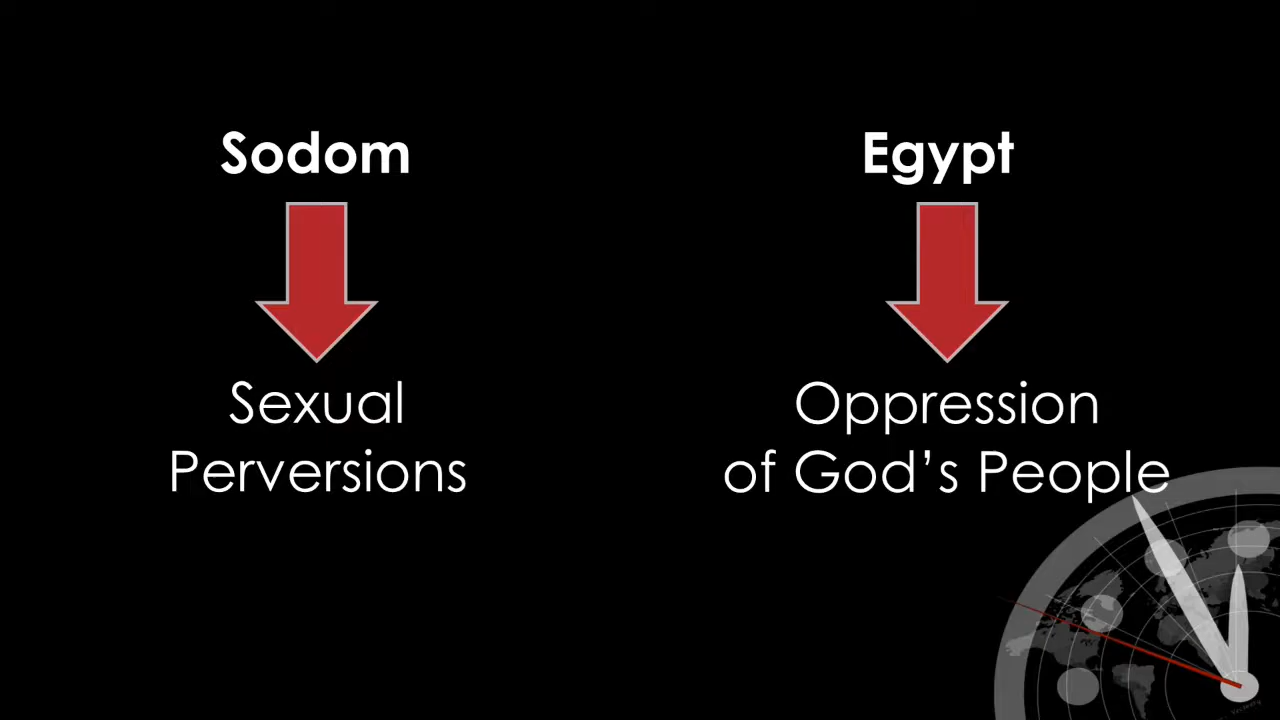 Sodom
Sexual
Perversions
Egypt
Oppression
of God’s People